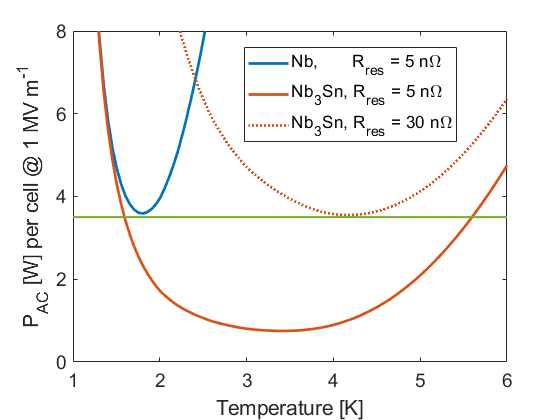 8
6
4
2
0
P_AC [W] per cell @ 1 MV m^-1
Nb, R_res = 5 nΩ
Nb_3Sn, R_res = 5 nΩ
Nb_3Sn, R_res = 30 nΩ
1 2 3 4 5 6
Temperature [K]